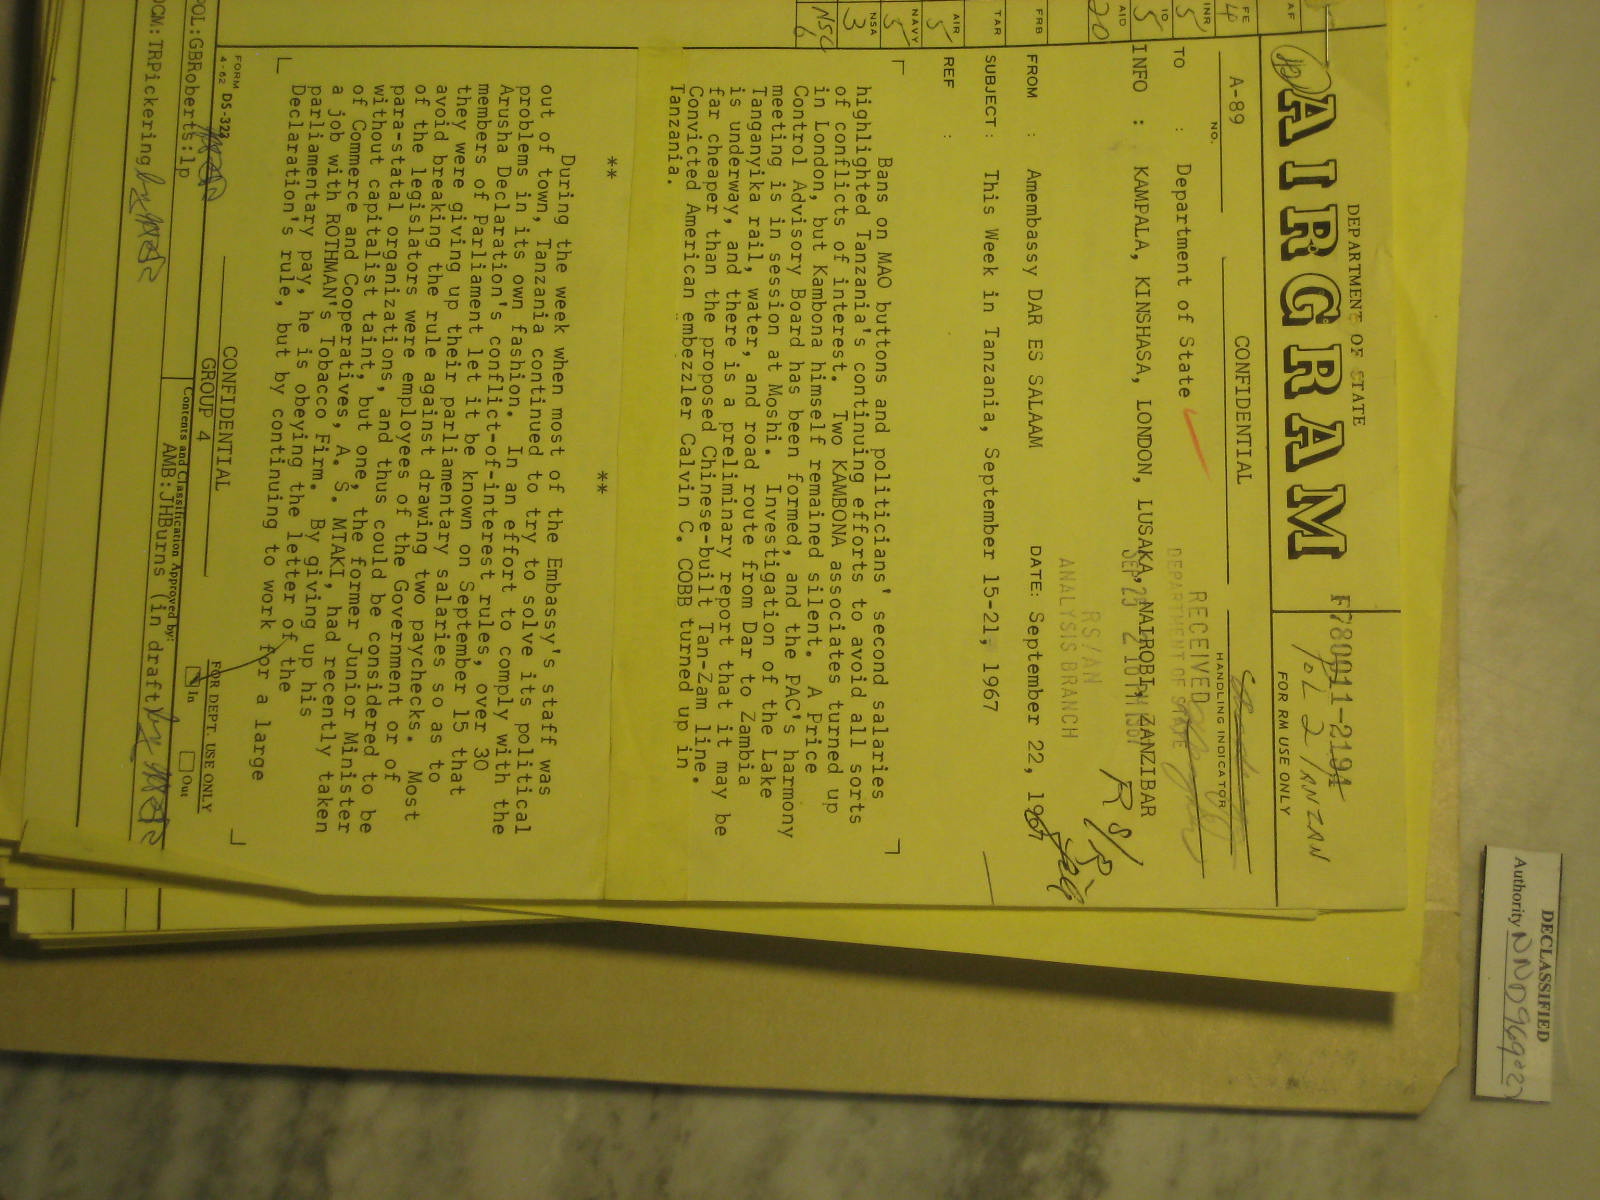 DEPARTMENT OF STATE
AIRGRAM
F780011-2191
POL 2 TANZAN
FOR RM USE ONLY
A-89
NO.
CONFIDENTIAL
HANDLING INDICATOR
TO : Department of State
RECEIVED
DEPARTMENT OF STATE
INFO : KAMPALA, KINSHASA, LONDON, LUSAKA, NAIROBI, ZANZIBAR
SEP 25 2 10 PM 1967
RS/AN
ANALYSIS BRANCH
RS/R
FROM : Amembassy DAR ES SALAAM DATE: September 22, 1967
SUBJECT : This Week in Tanzania, September 15-21, 1967
REF :
AF
FE
4
INR
5
IO
5
AID
20
FRB
TAR
AIR
5
NAVY
5
NSA
3
NSC
6
Bans on MAO buttons and politicians' second salaries
highlighted Tanzania's continuing efforts to avoid all sorts
of conflicts of interest. Two KAMBONA associates turned up
in London, but Kambona himself remained silent. A Price
Control Advisory Board has been formed, and the PAC's harmony
meeting is in session at Moshi. Investigation of the Lake
Tanganyika rail, water, and road route from Dar to Zambia
is underway, and there is a preliminary report that it may be
far cheaper than the proposed Chinese-built Tan-Zam line.
Convicted American embezzler Calvin C. COBB turned up in
Tanzania.
** **
During the week when most of the Embassy's staff was
out of town, Tanzania continued to try to solve its political
problems in its own fashion. In an effort to comply with the
Arusha Declaration's conflict-of-interest rules, over 30
members of Parliament let it be known on September 15 that
they were giving up their parliamentary salaries so as to
avoid breaking the rule against drawing two paychecks. Most
of the legislators were employees of the Government or of
para-statal organizations, and thus could be considered to be
without capitalist taint, but one, the former Junior Minister
of Commerce and Cooperatives, A. S. MTAKI, had recently taken
a job with ROTHMAN's Tobacco Firm. By giving up his
parliamentary pay, he is obeying the letter of the
Declaration's rule, but by continuing to work for a large
CONFIDENTIAL
GROUP 4
FORM
4-62 DS-323
FOR DEPT. USE ONLY
In Out
POL:GBRoberts:lp
Contents and Classification Approved by:
AMB:JHBurns (in draft)
DCM:TRPickering
DECLASSIFIED
Authority NND969022